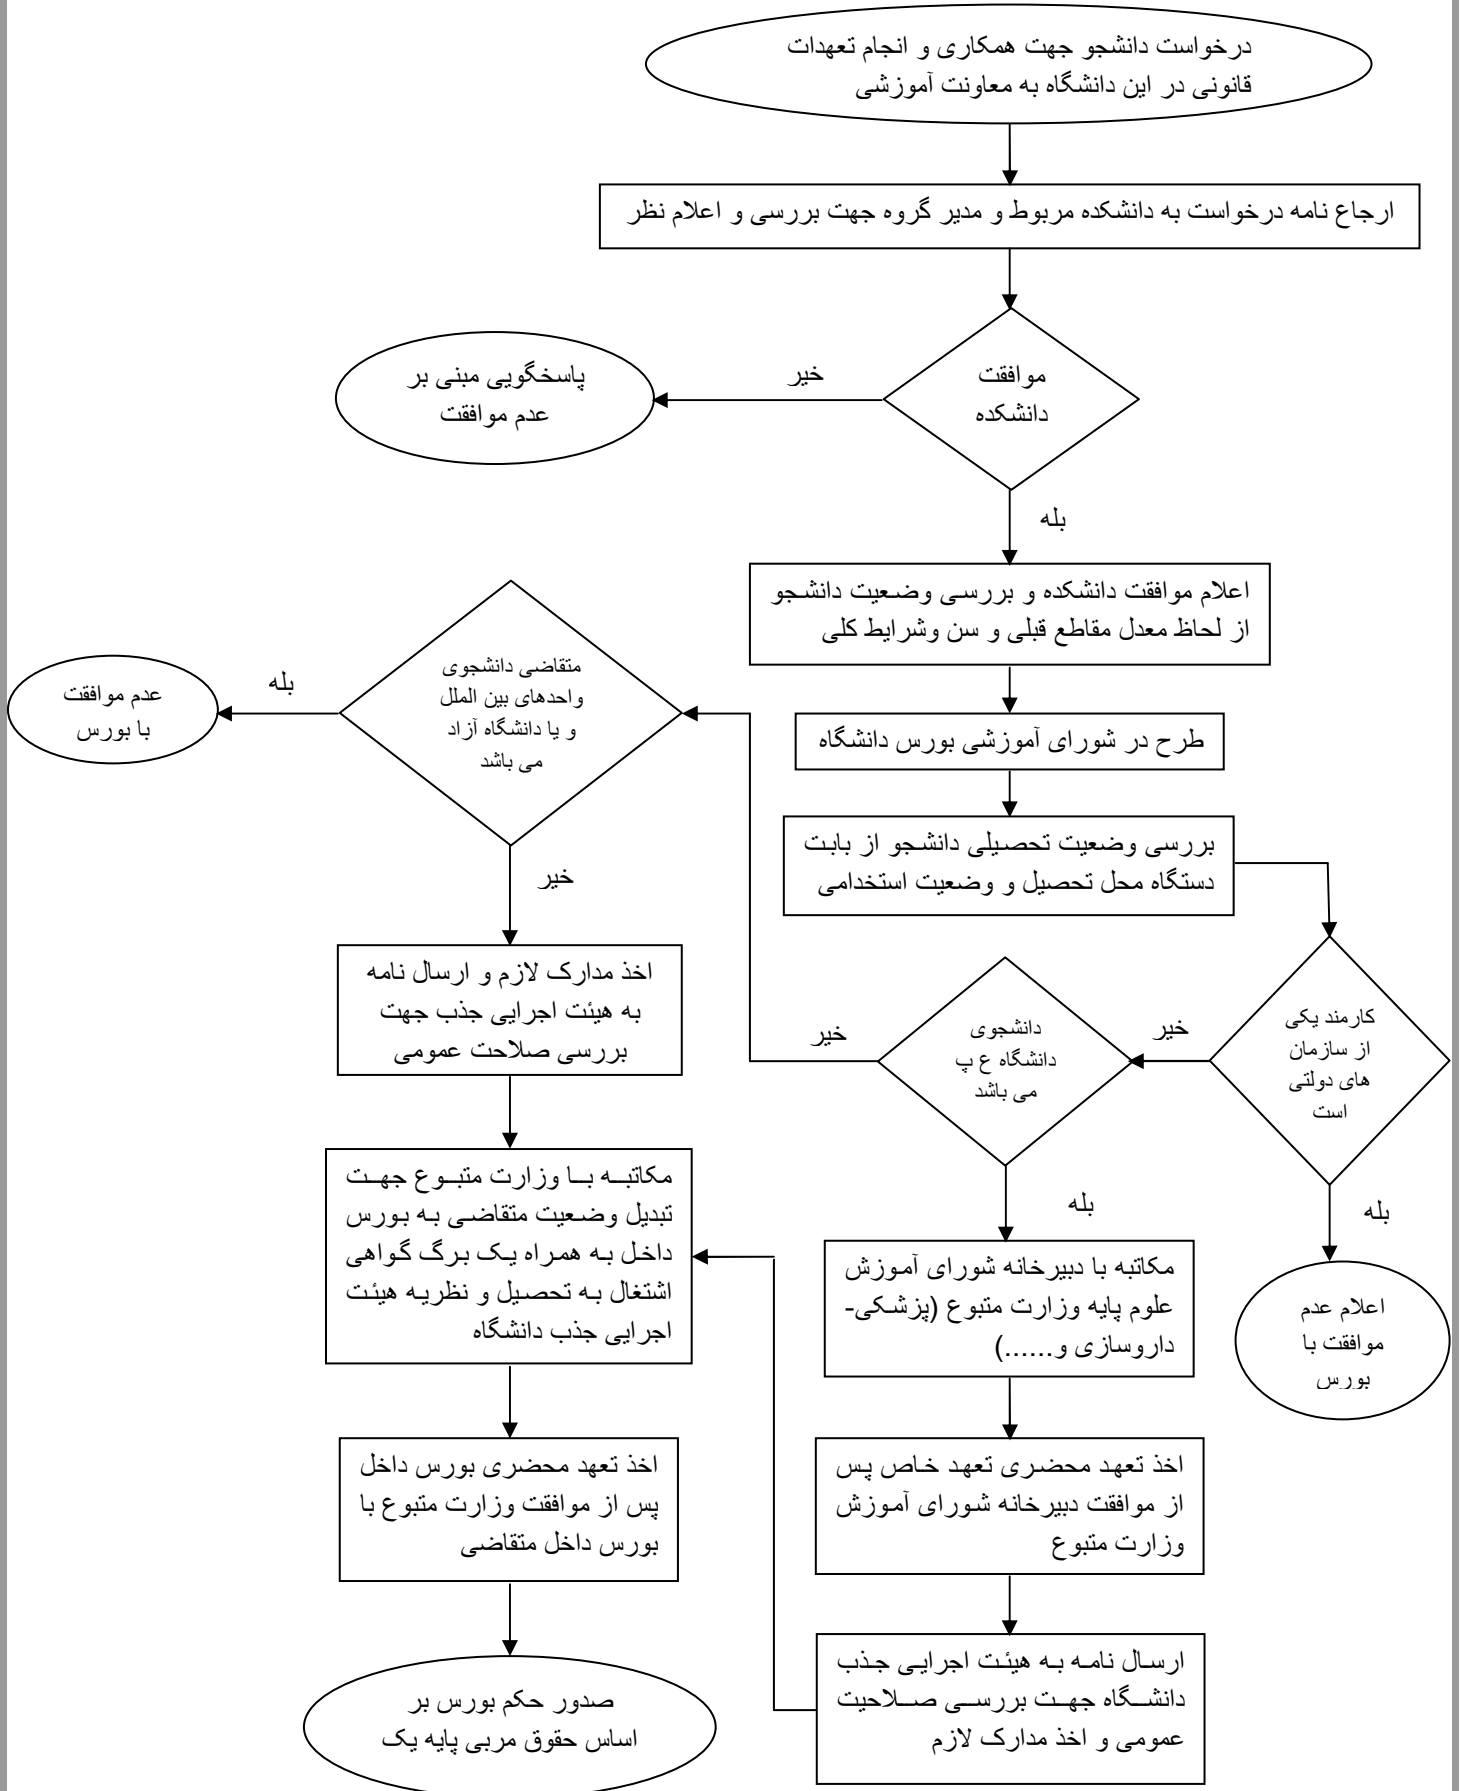 درخواست دانشجو جهت همکاری و انجام تعهدات
قانونی در این دانشگاه به معاونت آموزشی
ارجاع نامه درخواست به دانشکده مربوط و مدیر گروه جهت بررسی و اعلام نظر
موافقت
دانشکده
خیر
پاسخگویی مبنی بر
عدم موافقت
بله
اعلام موافقت دانشکده و بررسی وضعیت دانشجو
از لحاظ معدل مقاطع قبلی و سن وشرایط کلی
طرح در شورای آموزشی بورس دانشگاه
بررسی وضعیت تحصیلی دانشجو از بابت
دستگاه محل تحصیل و وضعیت استخدامی
کارمند یکی
از سازمان
های دولتی
است
بله
اعلام عدم
موافقت با
بورس
خیر
دانشجوی
دانشگاه ع پ
می باشد
بله
مکاتبه با دبیرخانه شورای آموزش
علوم پایه وزارت متبوع (پزشکی-
داروسازی و......)
اخذ تعهد محضری تعهد خاص پس
از موافقت دبیرخانه شورای آموزش
وزارت متبوع
ارسال نامه به هیئت اجرایی جذب
دانشگاه جهت بررسی صلاحیت
عمومی و اخذ مدارک لازم
خیر
متقاضی دانشجوی
واحدهای بین الملل
و یا دانشگاه آزاد
می باشد
بله
عدم موافقت
با بورس
خیر
اخذ مدارک لازم و ارسال نامه
به هیئت اجرایی جذب جهت
بررسی صلاحت عمومی
مکاتبه با وزارت متبوع جهت
تبدیل وضعیت متقاضی به بورس
داخل به همراه یک برگ گواهی
اشتغال به تحصیل و نظریه هیئت
اجرایی جذب دانشگاه
اخذ تعهد محضری بورس داخل
پس از موافقت وزارت متبوع با
بورس داخل متقاضی
صدور حکم بورس بر
اساس حقوق مربی پایه یک